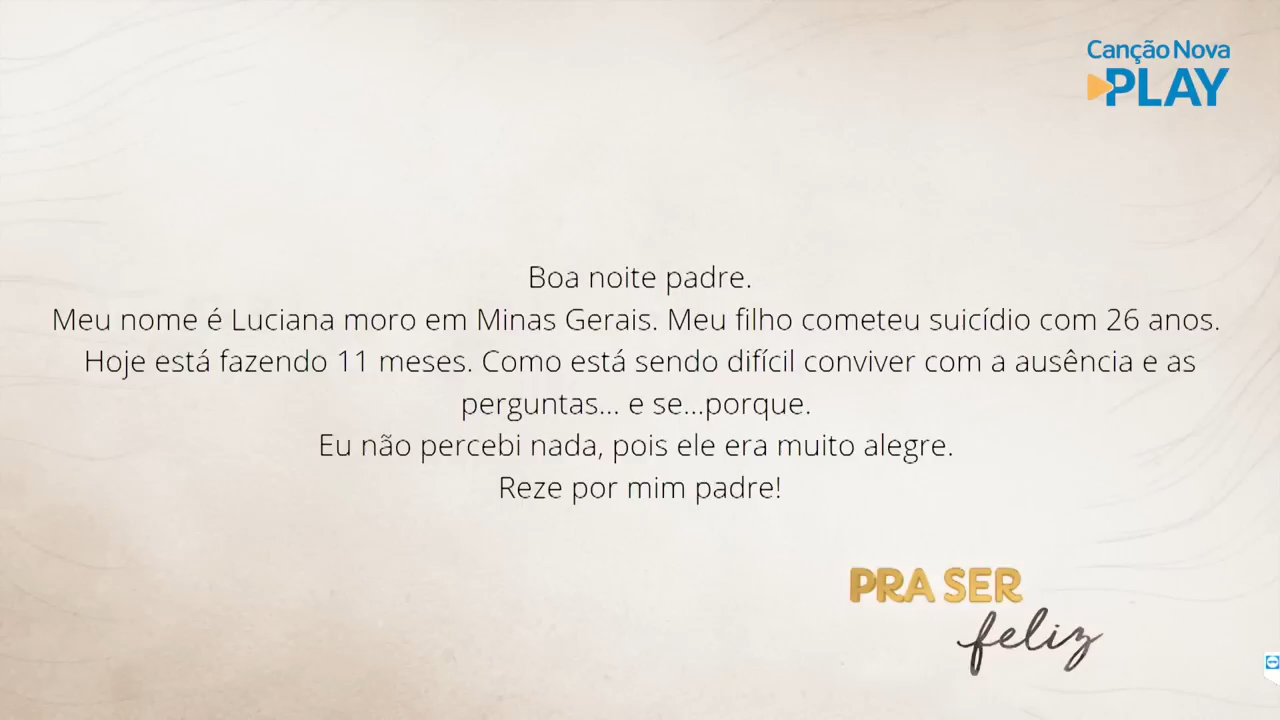 Canção Nova
PLAY
Boa noite padre.
Meu nome é Luciana moro em Minas Gerais. Meu filho cometeu suicídio com 26 anos.
Hoje está fazendo 11 meses. Como está sendo difícil conviver com a ausência e as
perguntas... e se...porque.
Eu não percebi nada, pois ele era muito alegre.
Reze por mim padre!
PRA SER
feliz